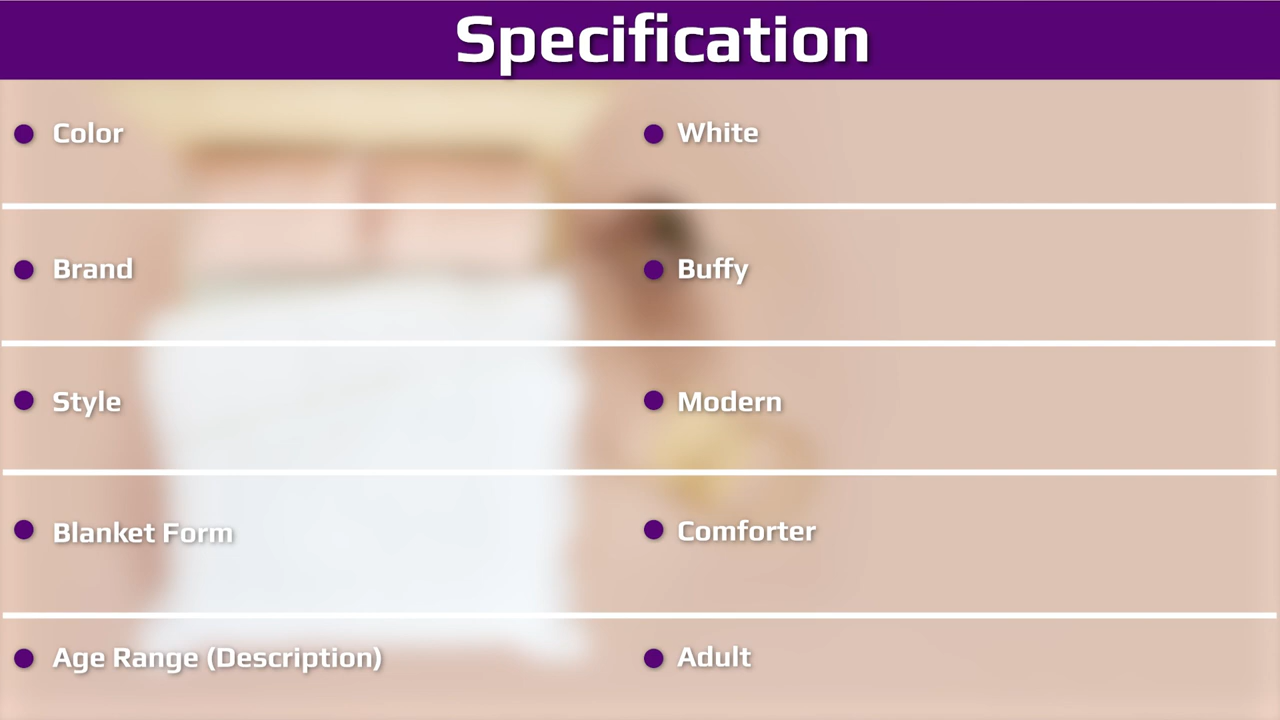 Specification
Color White
Brand Buffy
Style Modern
Blanket Form Comforter
Age Range (Description) Adult